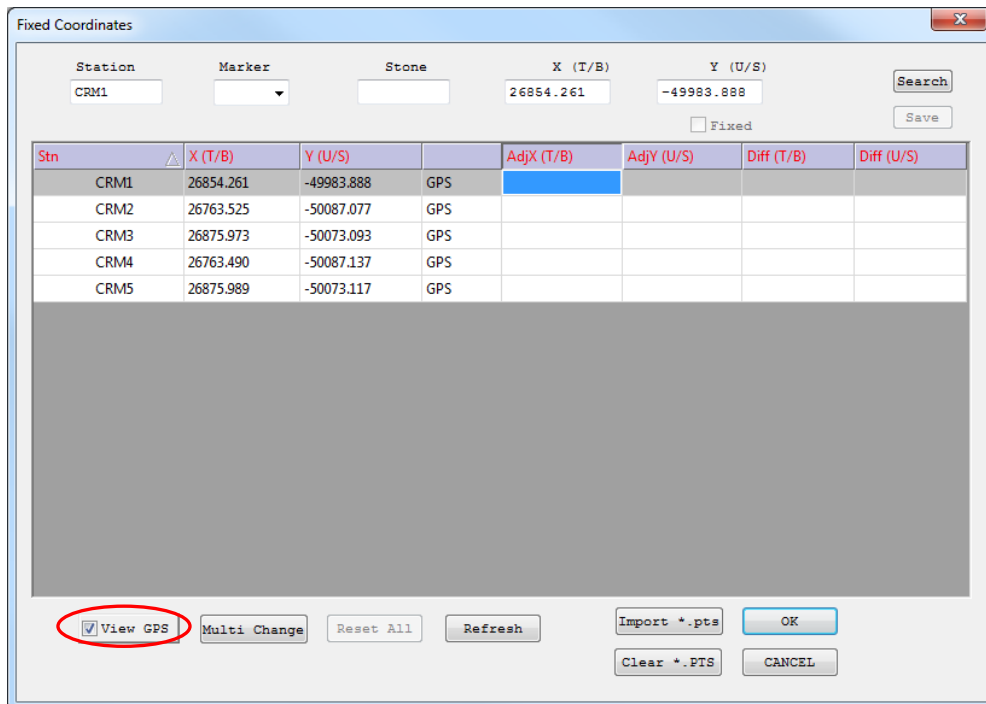 Fixed Coordinates
Station Marker Stone X (T/B) Y (U/S)
CRM1 26854.261 -49983.888 Search
Fixed Save
Stn X (T/B) Y (U/S) AdjX (T/B) AdjY (U/S) Diff (T/B) Diff (U/S)
CRM1 26854.261 -49983.888 GPS
CRM2 26763.525 -50087.077 GPS
CRM3 26875.973 -50073.093 GPS
CRM4 26763.490 -50087.137 GPS
CRM5 26875.989 -50073.117 GPS
View GPS Multi Change Reset All Refresh Import *.pts OK
Clear *.PTS CANCEL